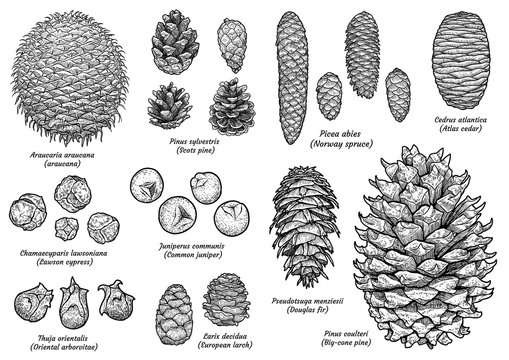 Araucaria araucana
(araucana)
Pinus sylvestris
(Scots pine)
Picea abies
(Norway spruce)
Cedrus atlantica
(Atlas cedar)
Chamaecyparis lawsoniana
(Lawson cypress)
Juniperus communis
(Common juniper)
Pseudotsuga menziesii
(Douglas fir)
Thuja orientalis
(Oriental arborvitae)
Larix decidua
(European larch)
Pinus coulteri
(Big-cone pine)